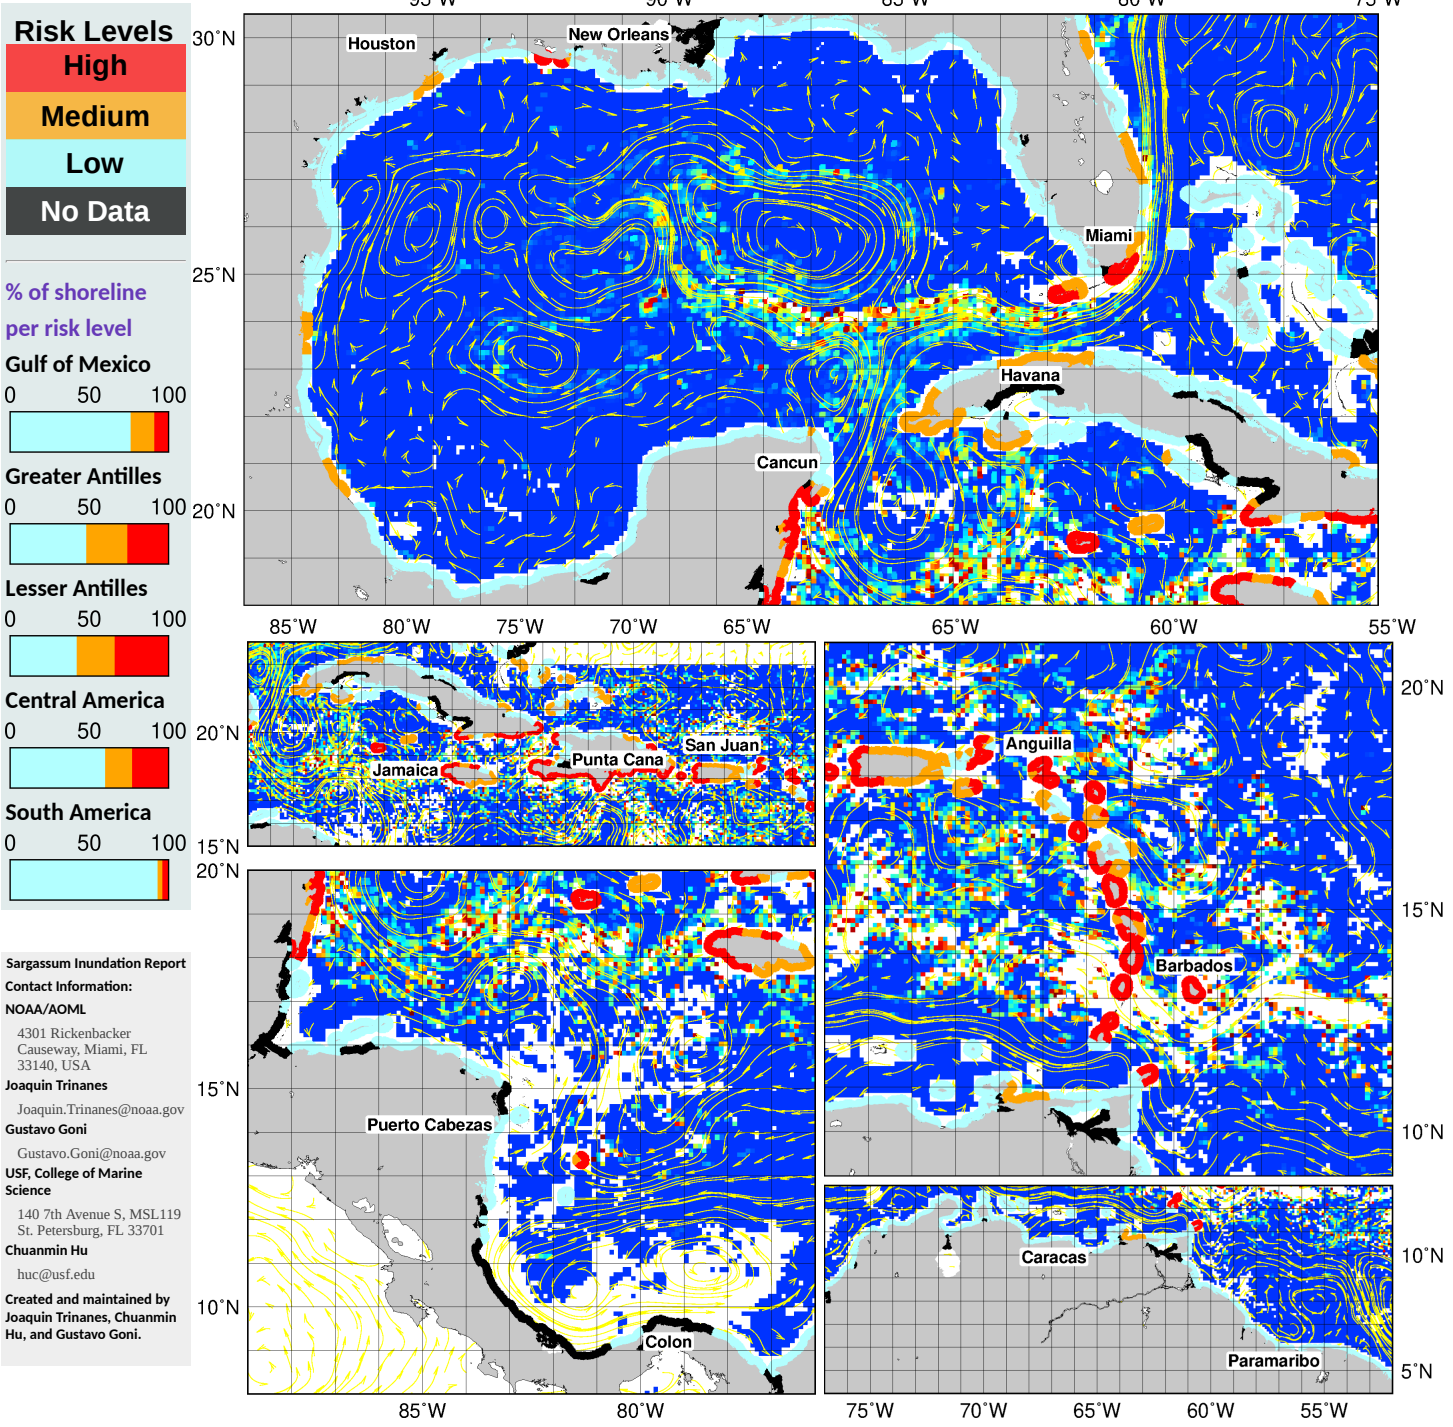 Risk Levels
High
Medium
Low
No Data
% of shoreline
per risk level
Gulf of Mexico
0 50 100
Greater Antilles
0 50 100
Lesser Antilles
0 50 100
Central America
0 50 100
South America
0 50 100
Sargassum Inundation Report
Contact Information:
NOAA/AOML
4301 Rickenbacker
Causeway, Miami, FL
33140, USA
Joaquin Trinanes
Joaquin.Trinanes@noaa.gov
Gustavo Goni
Gustavo.Goni@noaa.gov
USF, College of Marine
Science
140 7th Avenue S, MSL119
St. Petersburg, FL 33701
Chuanmin Hu
huc@usf.edu
Created and maintained by
Joaquin Trinanes, Chuanmin
Hu, and Gustavo Goni.
95°W 90°W 85°W 80°W 75°W
30°N
25°N
20°N
Houston
New Orleans
Miami
Havana
Cancun
85°W 80°W 75°W 70°W 65°W
20°N
15°N
San Juan
Punta Cana
Jamaica
20°N
15°N
10°N
Puerto Cabezas
Colon
85°W 80°W
65°W 60°W 55°W
20°N
15°N
10°N
Anguilla
Barbados
10°N
5°N
Caracas
Paramaribo
75°W 70°W 65°W 60°W 55°W